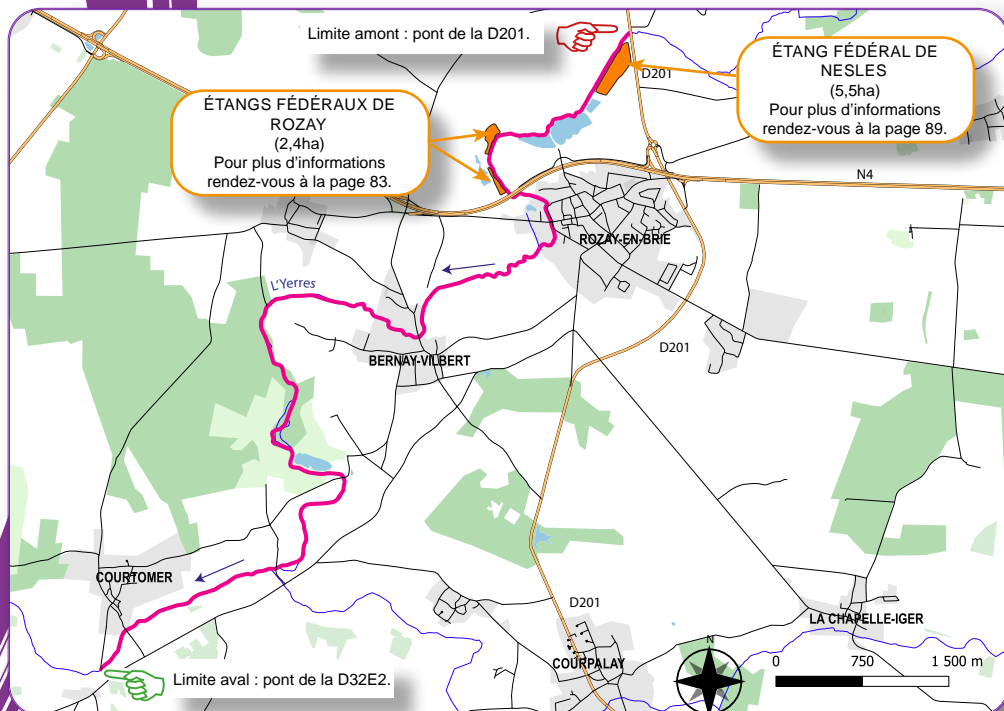 Limite amont : pont de la D201.
D201
ÉTANG FÉDÉRAL DE
NESLES
(5,5ha)
Pour plus d'informations
rendez-vous à la page 89.
ÉTANGS FÉDÉRAUX DE
ROZAY
(2,4ha)
Pour plus d'informations
rendez-vous à la page 83.
N4
ROZAY-EN-BRIE
L'Yerres
BERNAY-VILBERT
D201
COURTOMER
D201
LA CHAPELLE-IGER
COURPALAY
N
0 750 1 500 m
Limite aval : pont de la D32E2.